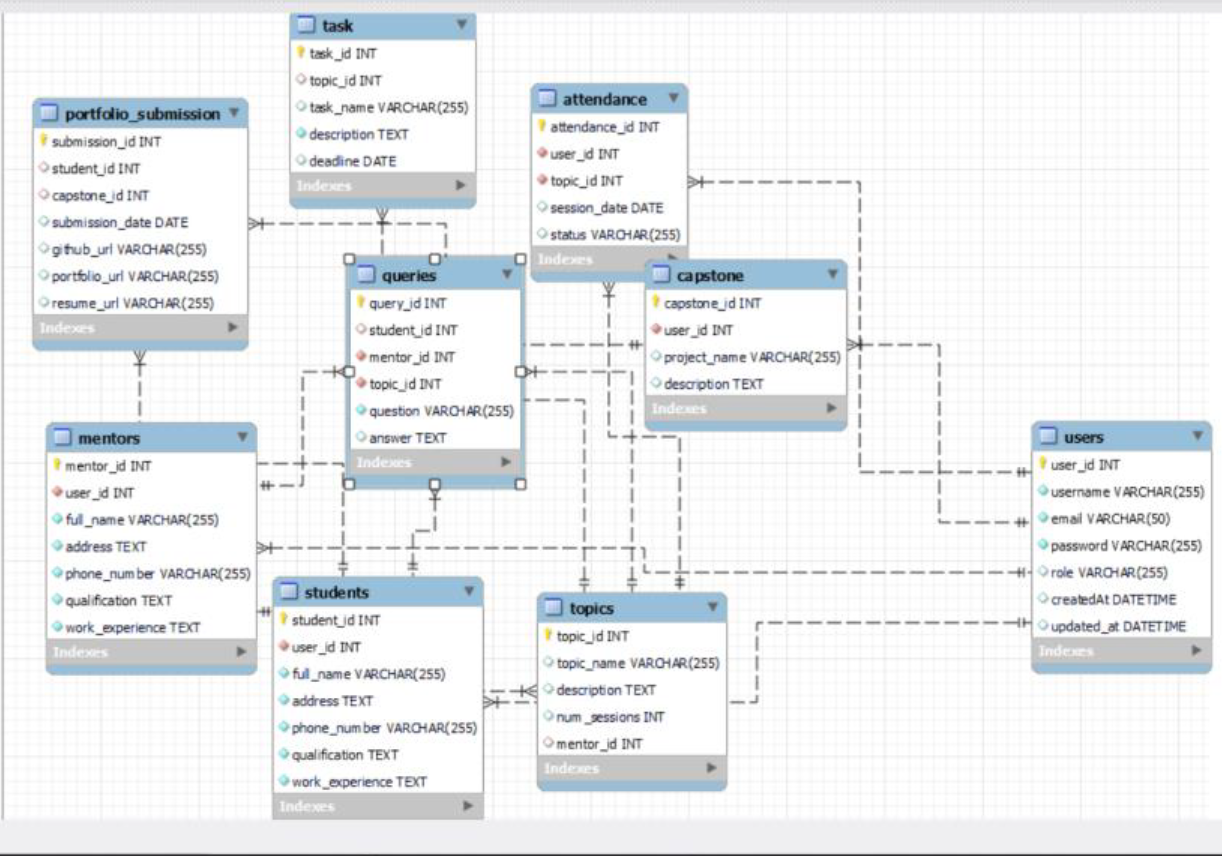 task
task_id INT
topic_id INT
task_name VARCHAR(255)
description TEXT
deadline DATE
Indexes
portfolio_submission
submission_id INT
student_id INT
capstone_id INT
submission_date DATE
github_url VARCHAR(255)
portfolio_url VARCHAR(255)
resume_url VARCHAR(255)
Indexes
attendance
attendance_id INT
user_id INT
topic_id INT
session_date DATE
status VARCHAR(255)
Indexes
queries
query_id INT
student_id INT
mentor_id INT
topic_id INT
question VARCHAR(255)
answer TEXT
Indexes
capstone
capstone_id INT
user_id INT
project_name VARCHAR(255)
description TEXT
Indexes
mentors
mentor_id INT
user_id INT
full_name VARCHAR(255)
address TEXT
phone_number VARCHAR(255)
qualification TEXT
work_experience TEXT
Indexes
users
user_id INT
username VARCHAR(255)
email VARCHAR(50)
password VARCHAR(255)
role VARCHAR(255)
createdAt DATETIME
updated_at DATETIME
Indexes
students
student_id INT
user_id INT
full_name VARCHAR(255)
address TEXT
phone_number VARCHAR(255)
qualification TEXT
work_experience TEXT
Indexes
topics
topic_id INT
topic_name VARCHAR(255)
description TEXT
num_sessions INT
mentor_id INT
Indexes